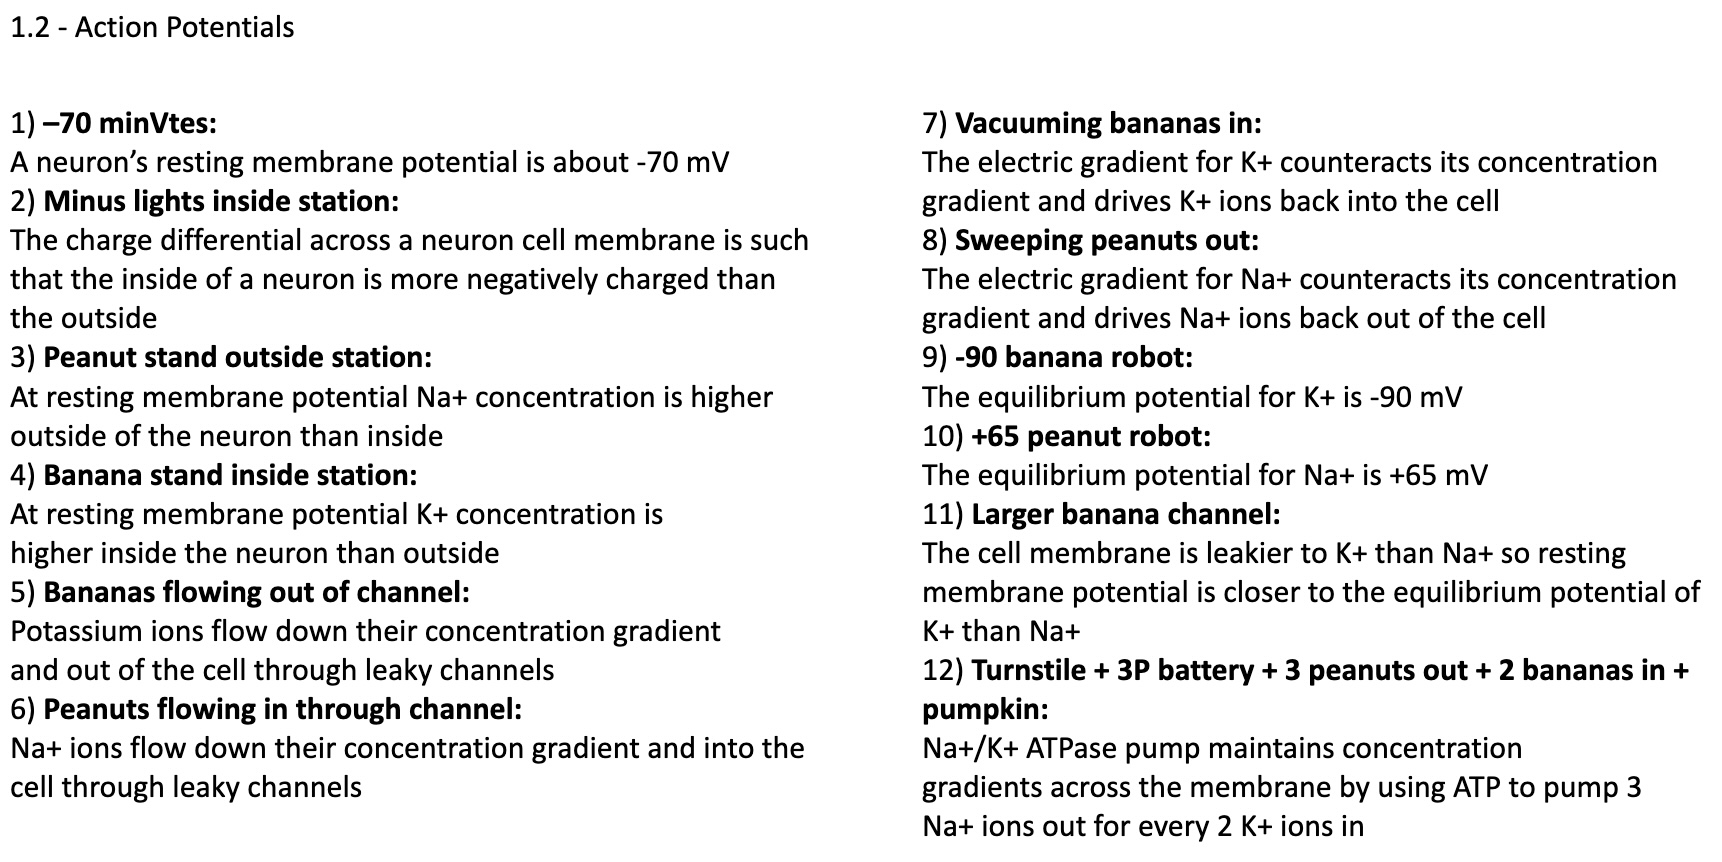 1.2 - Action Potentials
1) –70 minVtes:
A neuron’s resting membrane potential is about -70 mV
2) Minus lights inside station:
The charge differential across a neuron cell membrane is such
that the inside of a neuron is more negatively charged than
the outside
3) Peanut stand outside station:
At resting membrane potential Na+ concentration is higher
outside of the neuron than inside
4) Banana stand inside station:
At resting membrane potential K+ concentration is
higher inside the neuron than outside
5) Bananas flowing out of channel:
Potassium ions flow down their concentration gradient
and out of the cell through leaky channels
6) Peanuts flowing in through channel:
Na+ ions flow down their concentration gradient and into the
cell through leaky channels
7) Vacuuming bananas in:
The electric gradient for K+ counteracts its concentration
gradient and drives K+ ions back into the cell
8) Sweeping peanuts out:
The electric gradient for Na+ counteracts its concentration
gradient and drives Na+ ions back out of the cell
9) -90 banana robot:
The equilibrium potential for K+ is -90 mV
10) +65 peanut robot:
The equilibrium potential for Na+ is +65 mV
11) Larger banana channel:
The cell membrane is leakier to K+ than Na+ so resting
membrane potential is closer to the equilibrium potential of
K+ than Na+
12) Turnstile + 3P battery + 3 peanuts out + 2 bananas in +
pumpkin:
Na+/K+ ATPase pump maintains concentration
gradients across the membrane by using ATP to pump 3
Na+ ions out for every 2 K+ ions in